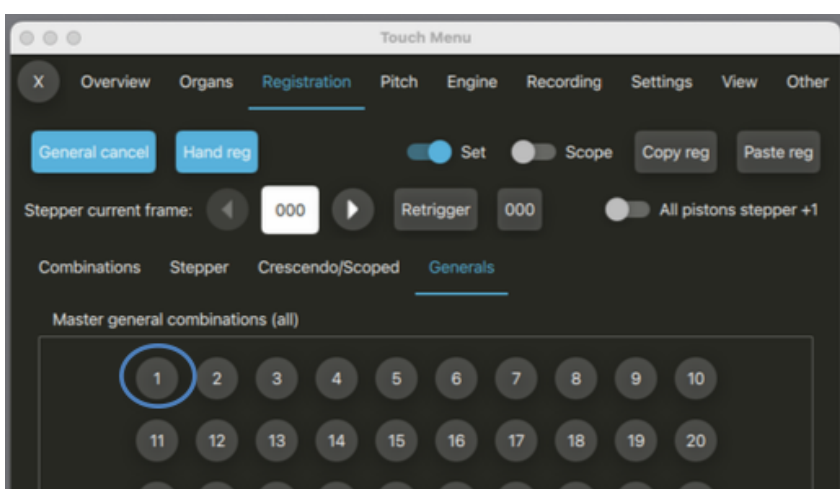 Touch Menu
X Overview Organs Registration Pitch Engine Recording Settings View Other
General cancel Hand reg Set Scope Copy reg Paste reg
Stepper current frame: 000 Retrigger 000 All pistons stepper +1
Combinations Stepper Crescendo/Scoped Generals
Master general combinations (all)
1 2 3 4 5 6 7 8 9 10
11 12 13 14 15 16 17 18 19 20